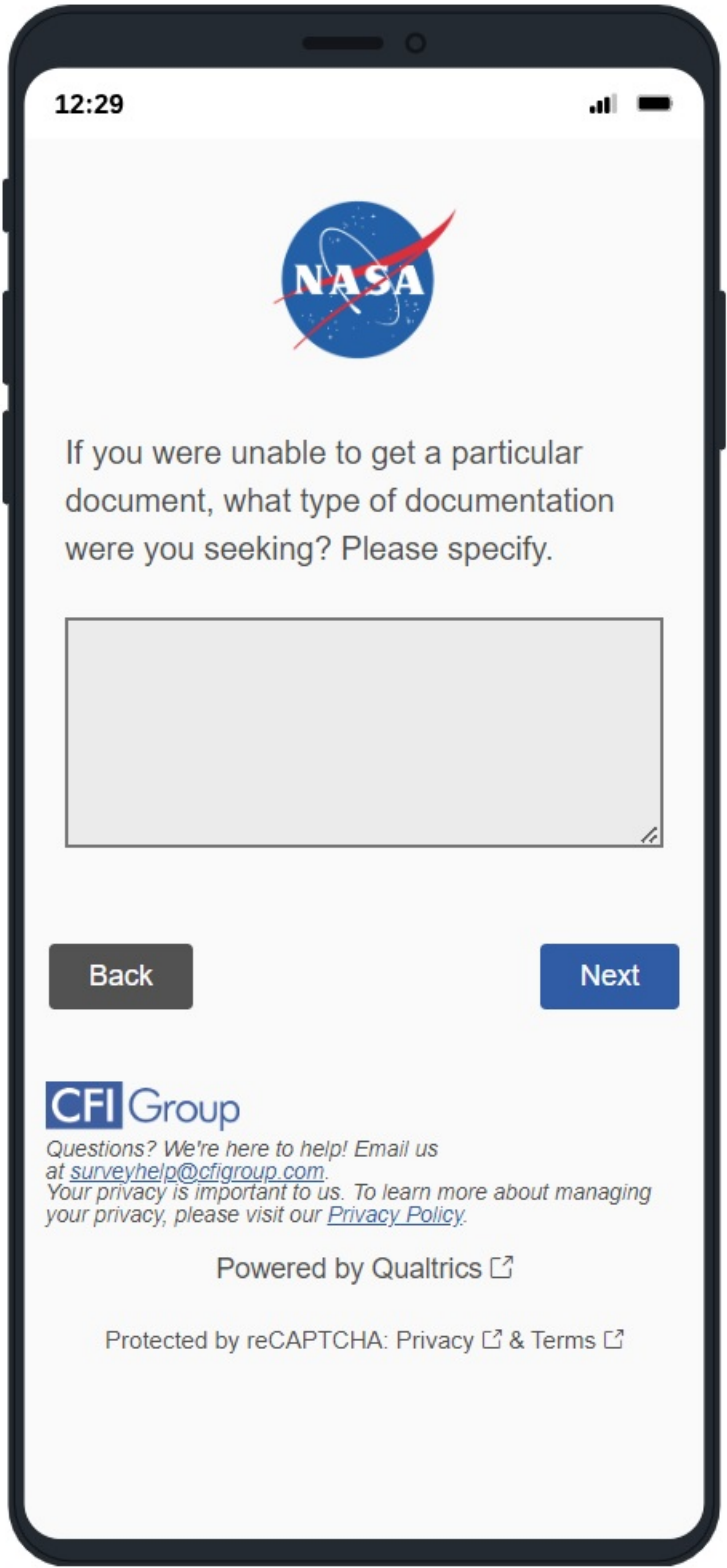 12:29
NASA
If you were unable to get a particular
document, what type of documentation
were you seeking? Please specify.
Back
Next
CFI Group
Questions? We're here to help! Email us
at surveyhelp@cfigroup.com.
Your privacy is important to us. To learn more about managing
your privacy, please visit our Privacy Policy.
Powered by Qualtrics
Protected by reCAPTCHA: Privacy & Terms